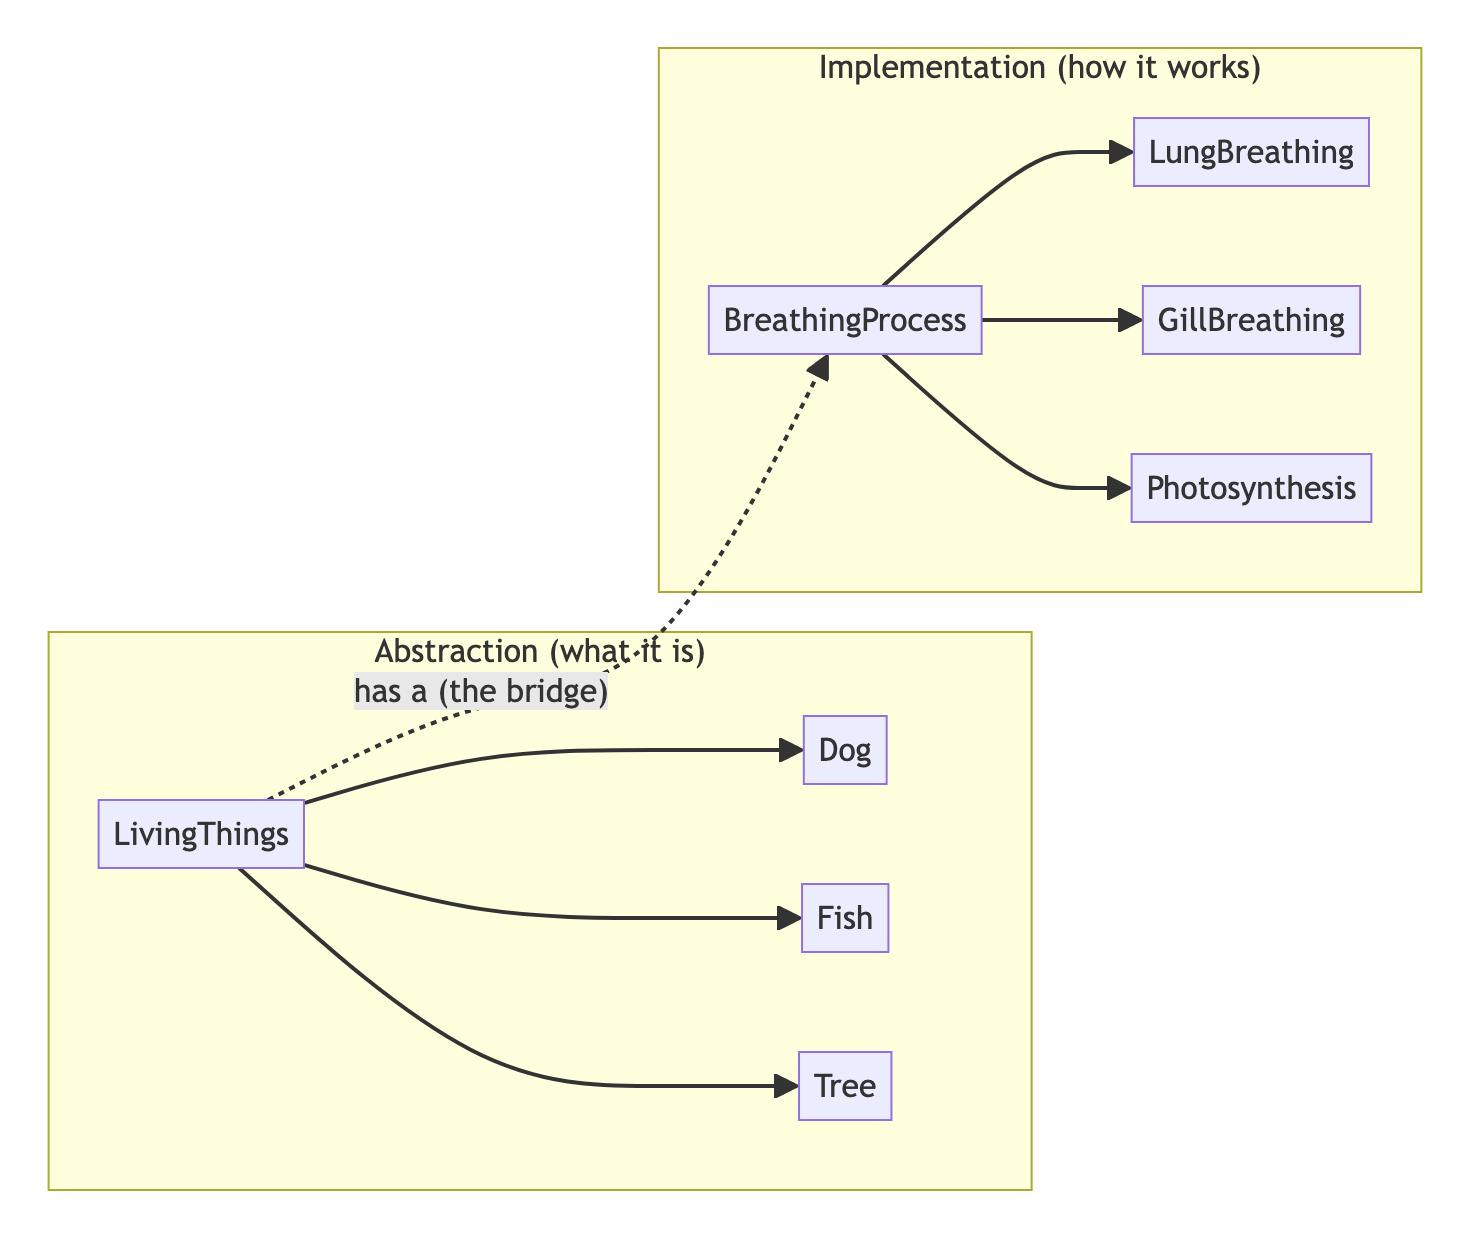 Implementation (how it works)
LungBreathing
BreathingProcess
GillBreathing
Photosynthesis
Abstraction (what it is)
has a (the bridge)
Dog
LivingThings
Fish
Tree